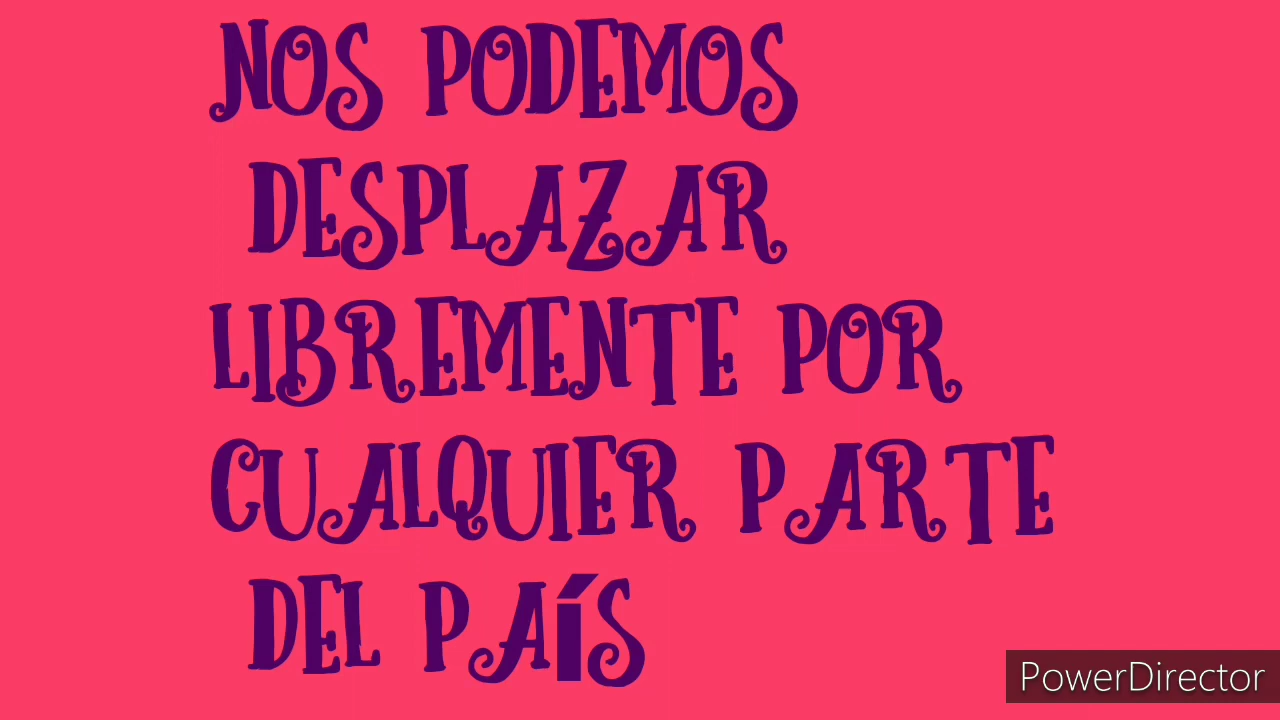 NOS PODEMOS
DESPLAZAR
LIBREMENTE POR
CUALQUIER PARTE
DEL PAÍS
PowerDirector